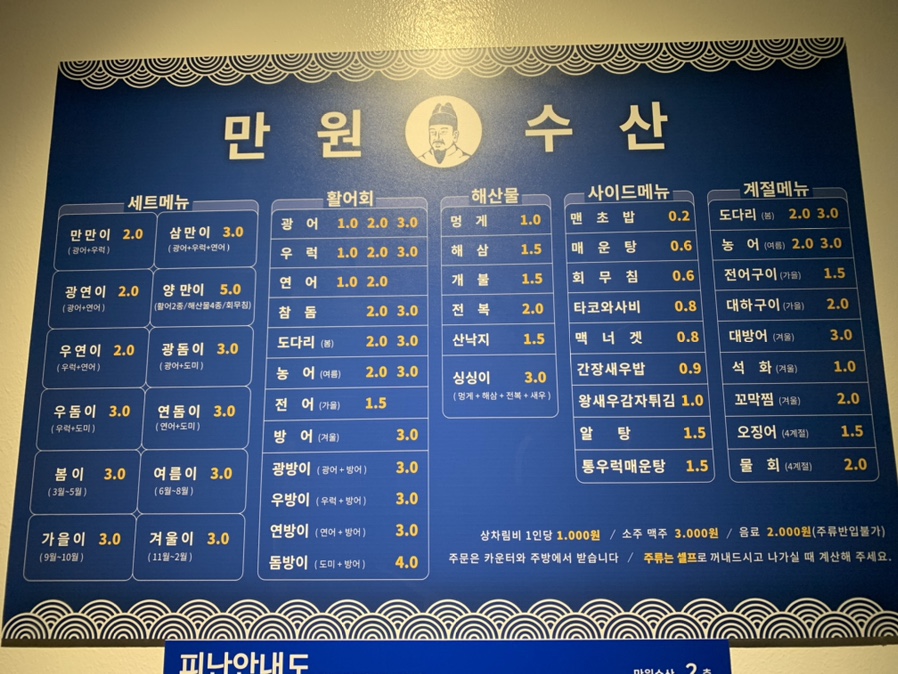 만 원 수 산
세트메뉴
만만이 2.0 삼만이 3.0
(광어+우럭) (광어+우럭+연어)
광연이 2.0 양만이 5.0
(광어+연어) (활어2종/해산물4종/회무침)
우연이 2.0 광돔이 3.0
(우럭+연어) (광어+도미)
우돔이 3.0 연돔이 3.0
(우럭+도미) (연어+도미)
봄이 3.0 여름이 3.0
(3월~5월) (6월~8월)
가을이 3.0 겨울이 3.0
(9월~10월) (11월~2월)
활어회
광 어 1.0 2.0 3.0
우 럭 1.0 2.0 3.0
연 어 1.0 2.0
참 돔 2.0 3.0
도다리 (봄) 2.0 3.0
농 어 (여름) 2.0 3.0
전 어 (가을) 1.5
방 어 (겨울) 3.0
광방이 (광어+방어) 3.0
우방이 (우럭+방어) 3.0
연방이 (연어+방어) 3.0
돔방이 (도미+방어) 4.0
해산물
멍 게 1.0
해 삼 1.5
개 불 1.5
전 복 2.0
산낙지 1.5
싱싱이 3.0
(멍게+해삼+전복+새우)
사이드메뉴
맨 초 밥 0.2
매 운 탕 0.6
회 무 침 0.6
타코와사비 0.8
맥 너 겟 0.8
간장새우밥 0.9
왕새우감자튀김 1.0
알 탕 1.5
통우럭매운탕 1.5
계절메뉴
도다리 (봄) 2.0 3.0
농 어 (여름) 2.0 3.0
전어구이 (가을) 1.5
대하구이 (가을) 2.0
대방어 (겨울) 3.0
석 화 (겨울) 1.0
꼬막찜 (겨울) 2.0
오징어 (4계절) 1.5
물 회 (4계절) 2.0
상차림비 1인당 1.000원 / 소주 맥주 3.000원 / 음료 2.000원(주류반입불가)
주문은 카운터와 주방에서 받습니다 / 주류는 셀프로 꺼내드시고 나가실 때 계산해 주세요.
피난안내도
만원수산 2 층